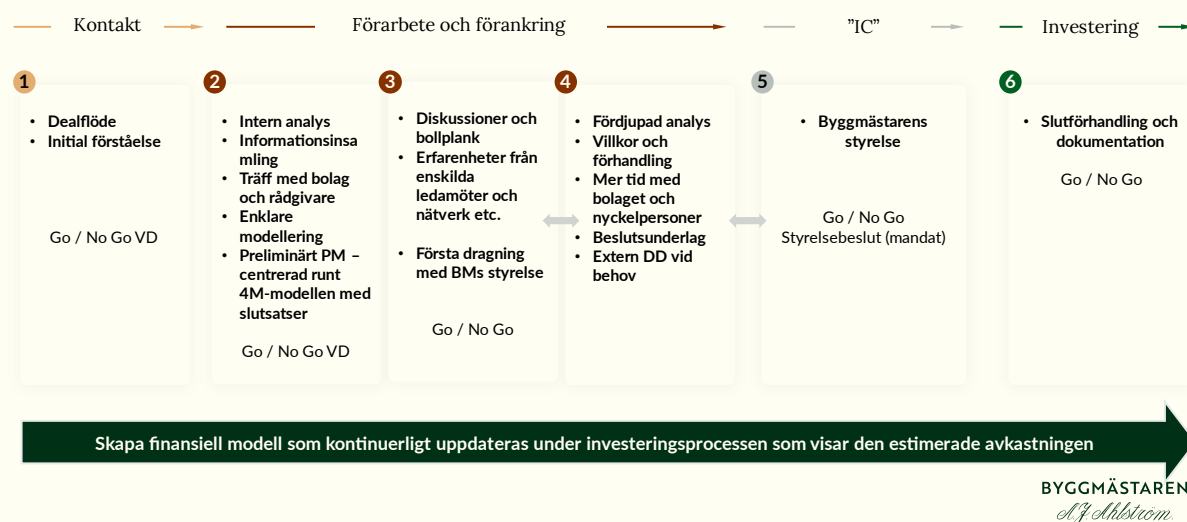 Kontakt
Förarbete och förankring
”IC”
Investering
1
• Dealflöde
• Initial förståelse
Go / No Go VD
2
• Intern analys
• Informationsinsa
mling
• Träff med bolag
och rådgivare
• Enklare
modellering
• Preliminärt PM –
centrerad runt
4M-modellen med
slutsatser
Go / No Go VD
3
• Diskussioner och
bollplank
• Erfarenheter från
enskilda
ledamöter och
nätverk etc.
• Första dragning
med BMs styrelse
Go / No Go
4
• Fördjupad analys
• Villkor och
förhandling
• Mer tid med
bolaget och
nyckelpersoner
• Beslutsunderlag
• Extern DD vid
behov
5
• Byggmästarens
styrelse
Go / No Go
Styrelsebeslut (mandat)
6
• Slutförhandling och
dokumentation
Go / No Go
Skapa finansiell modell som kontinuerligt uppdateras under investeringsprocessen som visar den estimerade avkastningen
BYGGMÄSTAREN
A.J Ahlström